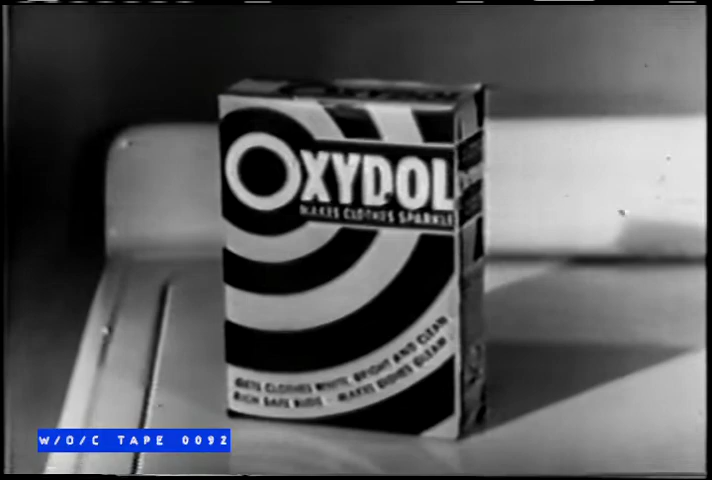 OXYDOL
MAKES CLOTHES SPARKLE
GETS CLOTHES WHITE, BRIGHT AND CLEAN
RICH SAFE SUDS - MAKES DISHES GLEAM
W/O/C TAPE 0092